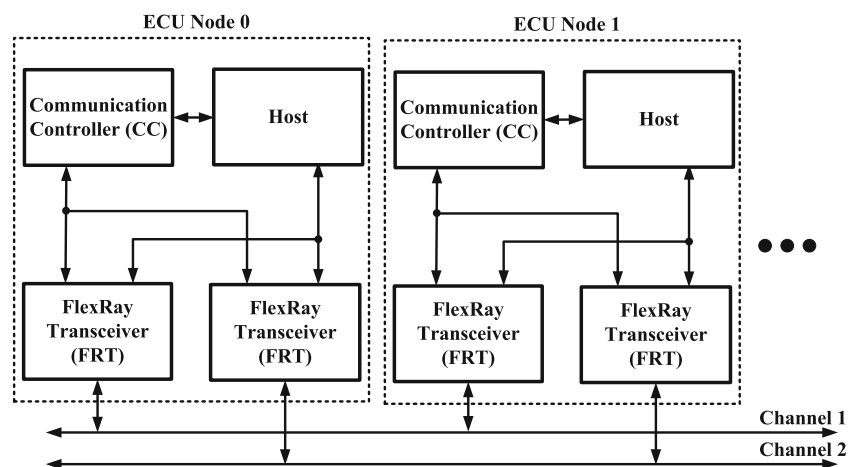 ECU Node 0
ECU Node 1
Communication
Controller (CC)
Host
Communication
Controller (CC)
Host
FlexRay
Transceiver
(FRT)
FlexRay
Transceiver
(FRT)
FlexRay
Transceiver
(FRT)
FlexRay
Transceiver
(FRT)
Channel 1
Channel 2